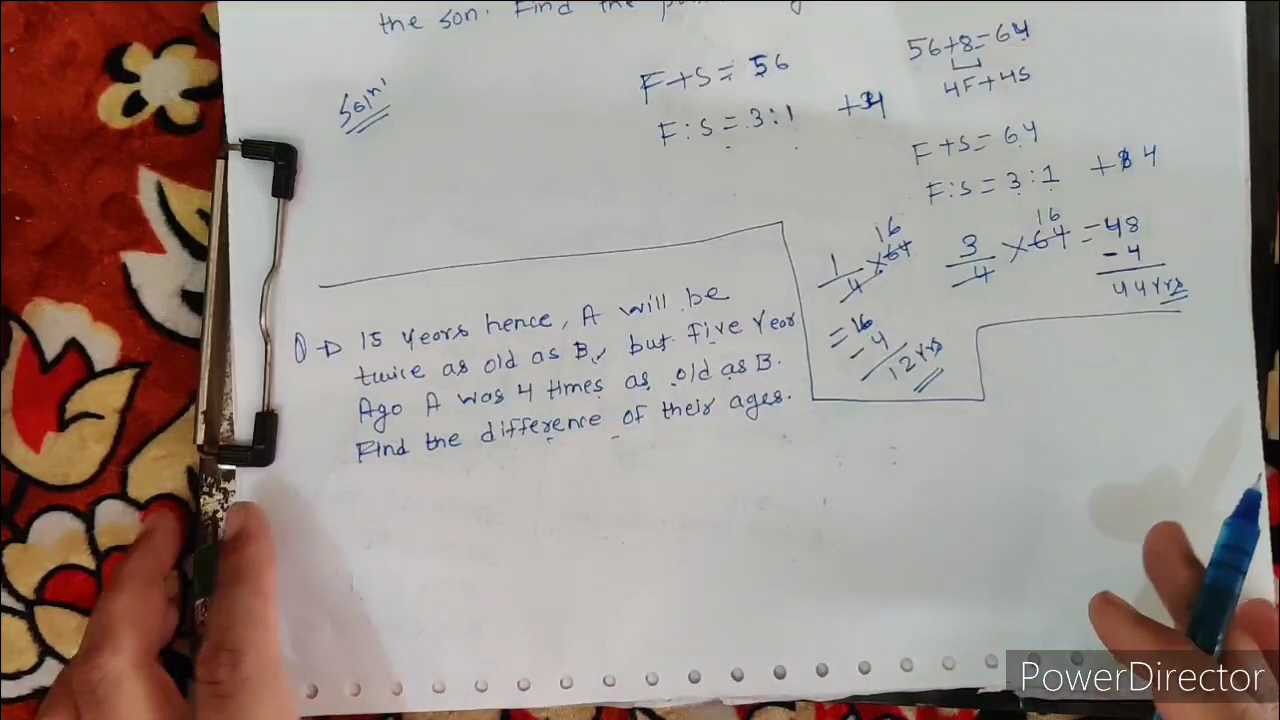 the son. Find the
Soln'
F+S= 56
F:S = 3:1 +4
56+8=64
4F+4S
F+S= 64
F:S = 3:1 +4
1/4 ×64 16
= 16
- 4
12 yrs
3/4 ×64 16 = 48
- 4
44 Yrs
Q → 15 Years hence, A will be
twice as old as B, but Five Year
Ago A was 4 times as old as B.
Find the difference of their ages.
PowerDirector